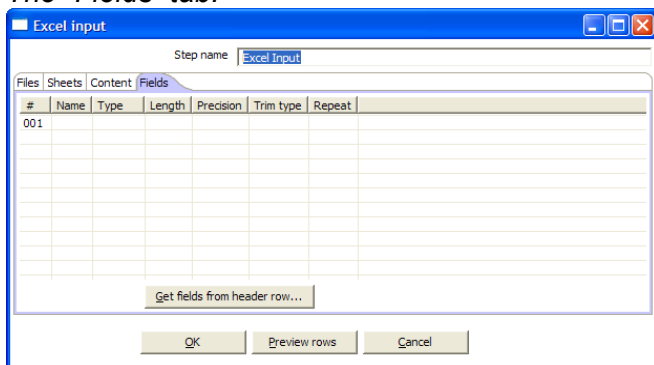 The "Fields" tab:
Excel input
Step name Excel Input
Files Sheets Content Fields
# Name Type Length Precision Trim type Repeat
001
Get fields from header row...
OK Preview rows Cancel